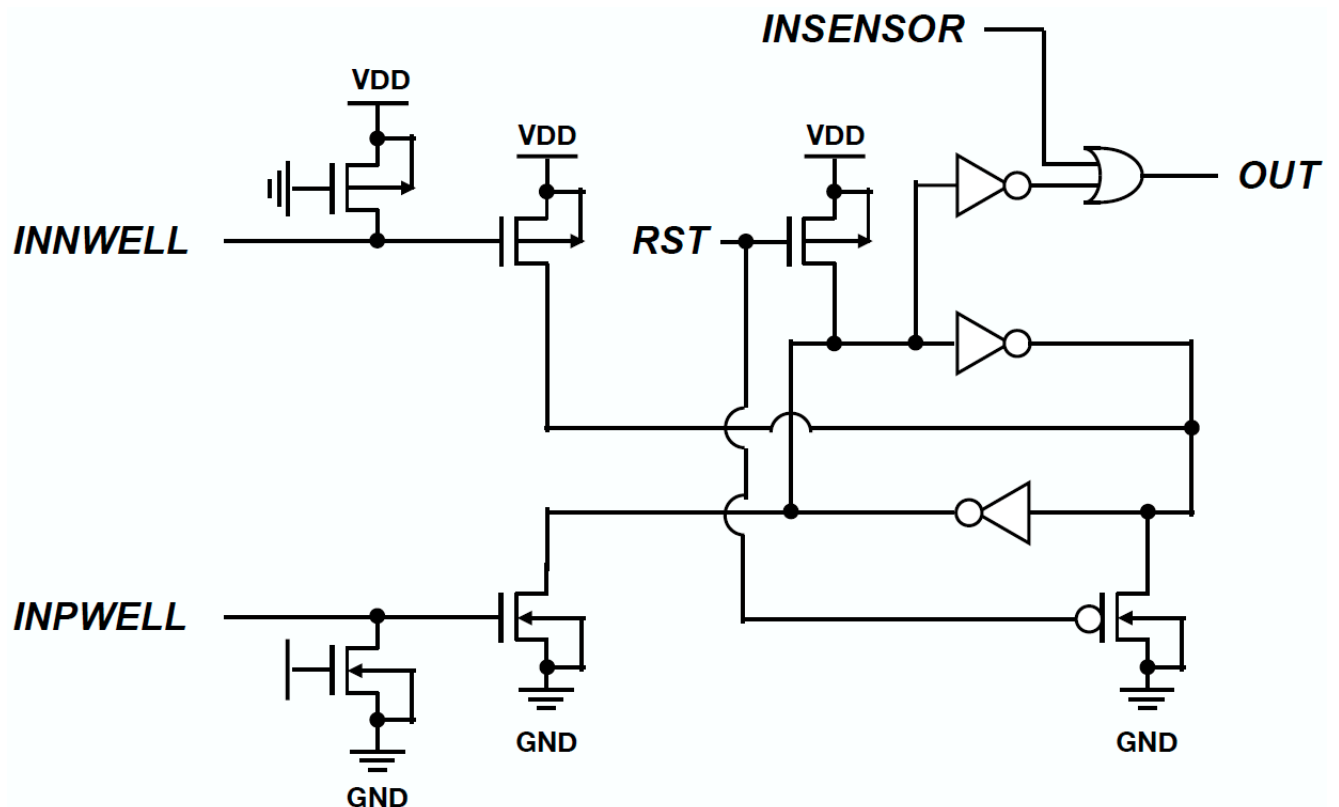 INSENSOR
VDD
VDD
VDD
OUT
INNWELL
RST
INPWELL
GND
GND
GND